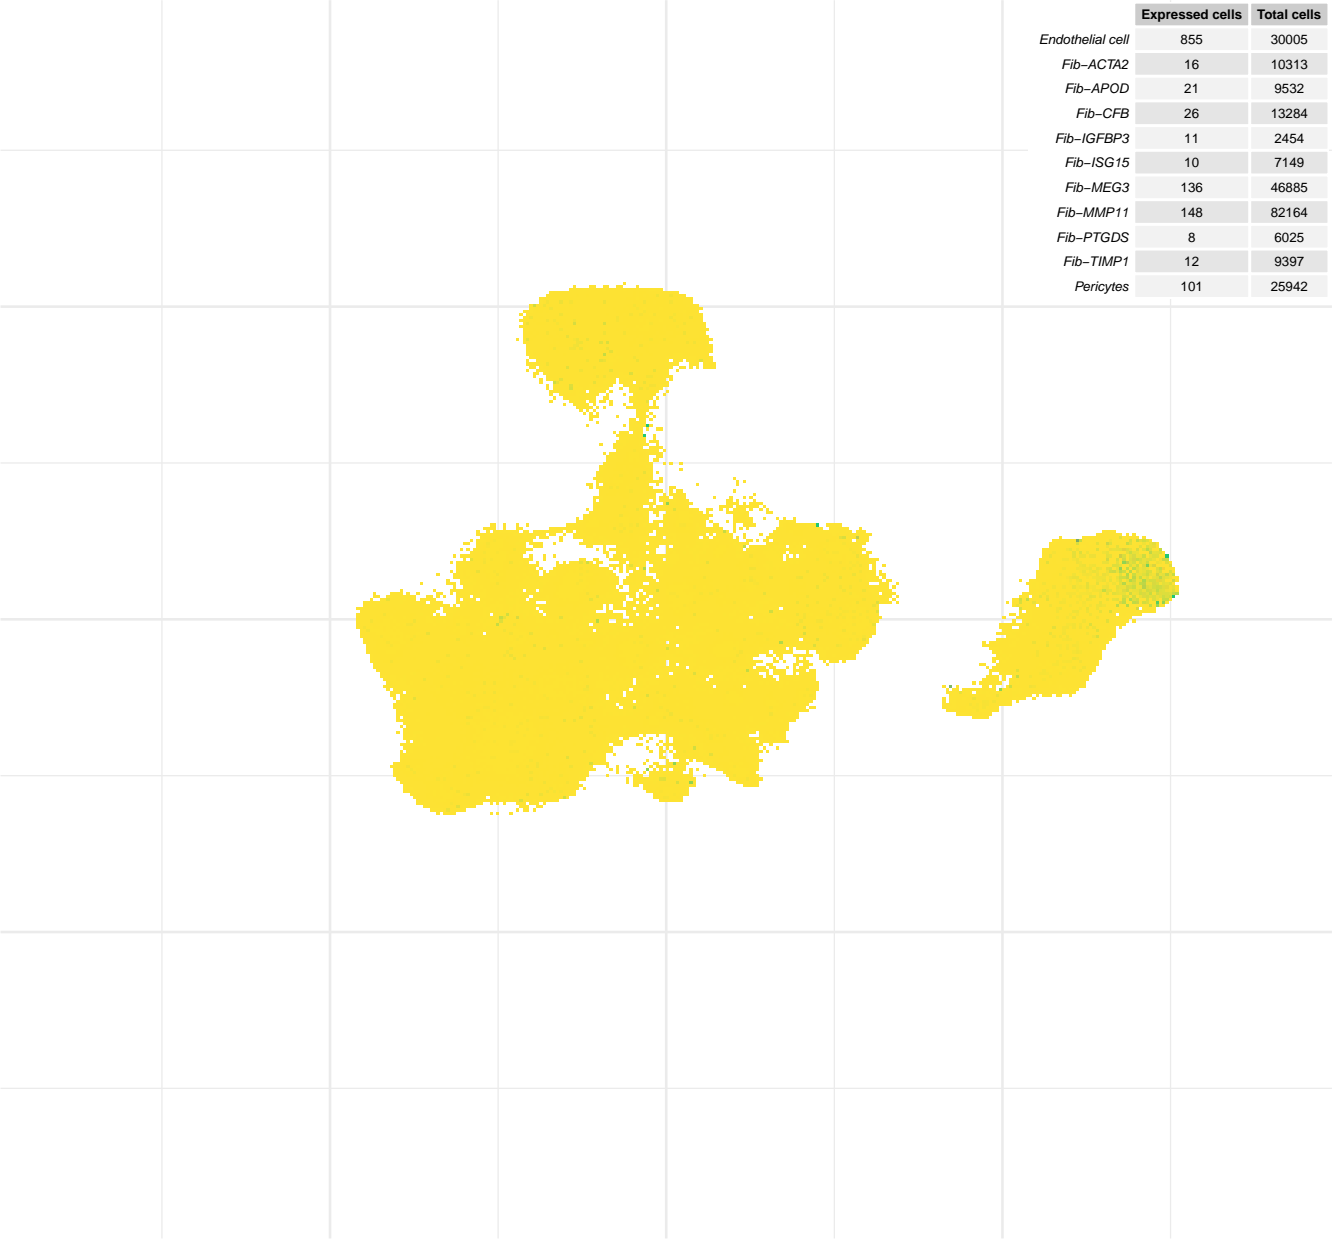 Expressed cells Total cells
Endothelial cell 855 30005
Fib−ACTA2 16 10313
Fib−APOD 21 9532
Fib−CFB 26 13284
Fib−IGFBP3 11 2454
Fib−ISG15 10 7149
Fib−MEG3 136 46885
Fib−MMP11 148 82164
Fib−PTGDS 8 6025
Fib−TIMP1 12 9397
Pericytes 101 25942